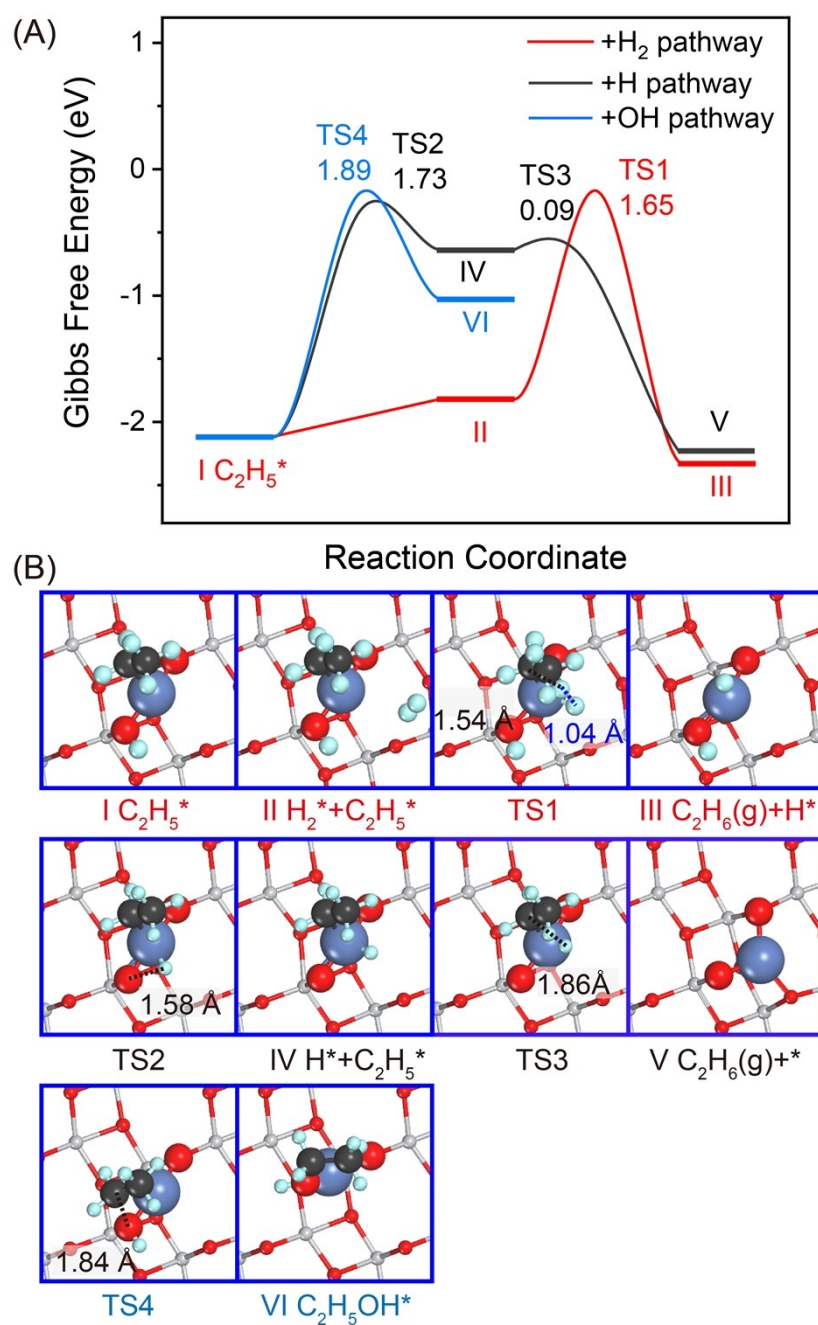 (A)
+H₂ pathway
+H pathway
+OH pathway
1
0
-1
-2
Gibbs Free Energy (eV)
TS4
1.89
TS2
1.73
TS3
0.09
TS1
1.65
IV
VI
II
V
III
I C₂H₅*
Reaction Coordinate
(B)
1.54 Å
1.04 Å
I C₂H₅*
II H₂*+C₂H₅*
TS1
III C₂H₆(g)+H*
1.58 Å
1.86Å
TS2
IV H*+C₂H₅*
TS3
V C₂H₆(g)+*
1.84 Å
TS4
VI C₂H₅OH*